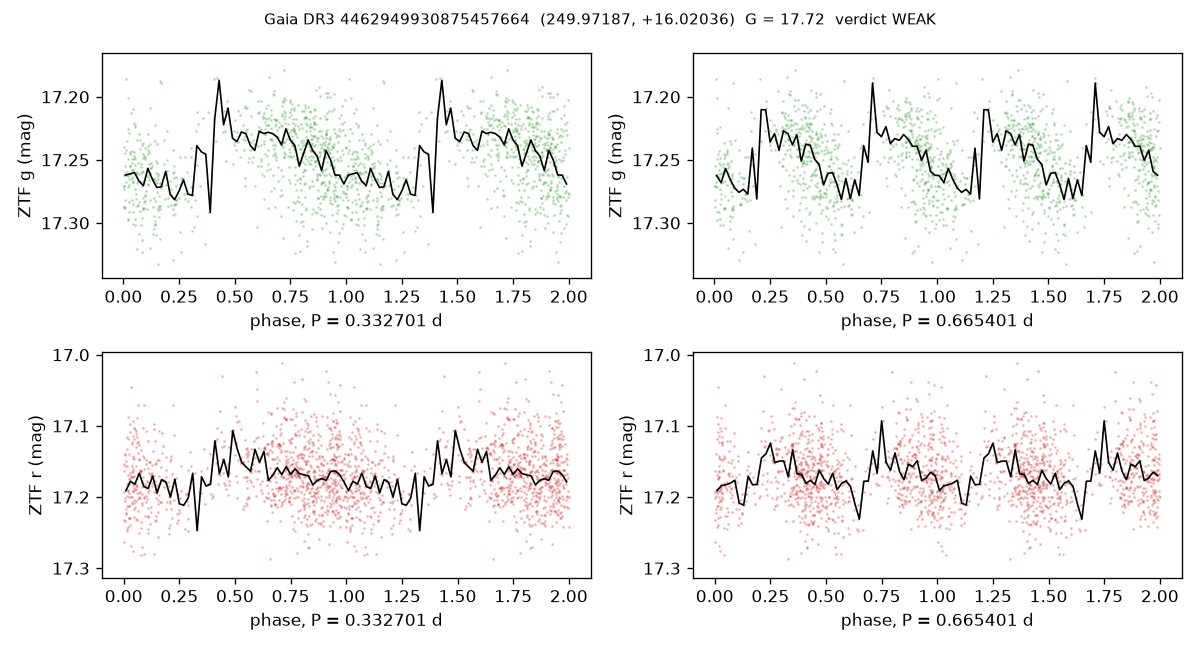 Gaia DR3 4462949930875457664 (249.97187, +16.02036) G = 17.72 verdict WEAK
ZTF g (mag)
17.20
17.25
17.30
0.00 0.25 0.50 0.75 1.00 1.25 1.50 1.75 2.00
phase, P = 0.332701 d
ZTF g (mag)
17.20
17.25
17.30
0.00 0.25 0.50 0.75 1.00 1.25 1.50 1.75 2.00
phase, P = 0.665401 d
ZTF r (mag)
17.0
17.1
17.2
17.3
0.00 0.25 0.50 0.75 1.00 1.25 1.50 1.75 2.00
phase, P = 0.332701 d
ZTF r (mag)
17.0
17.1
17.2
17.3
0.00 0.25 0.50 0.75 1.00 1.25 1.50 1.75 2.00
phase, P = 0.665401 d